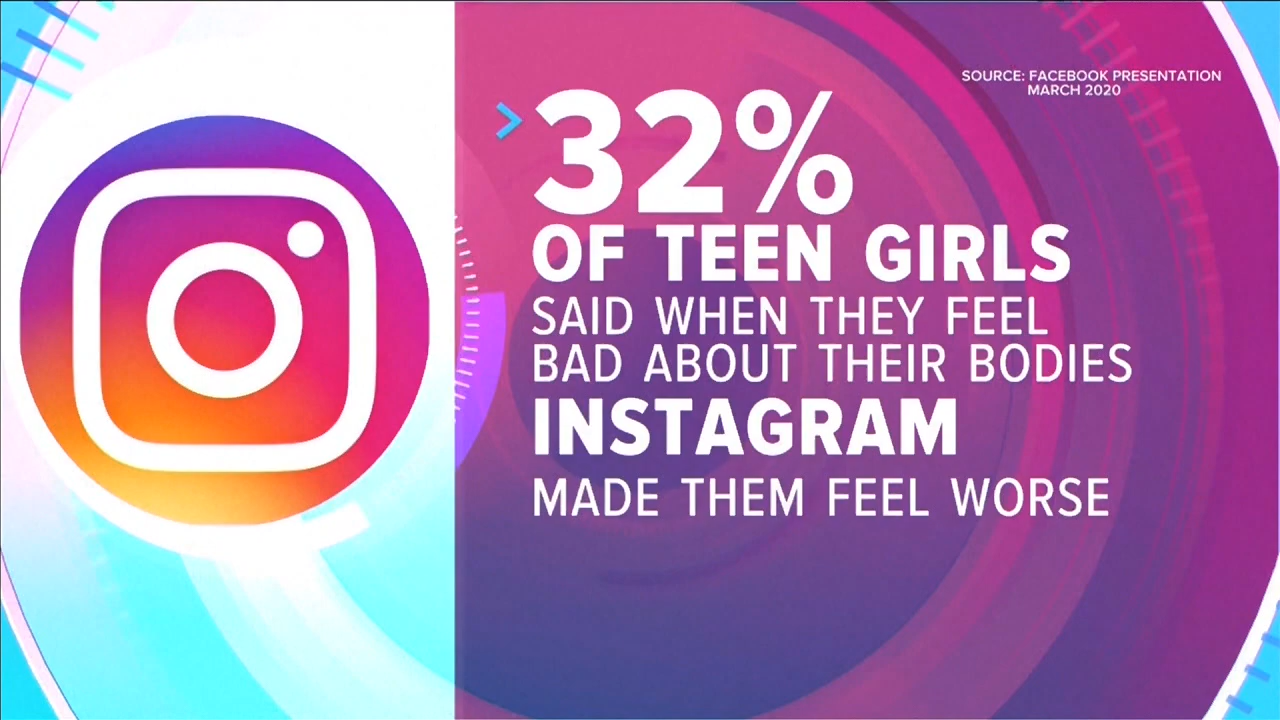 SOURCE: FACEBOOK PRESENTATION
MARCH 2020
32%
OF TEEN GIRLS
SAID WHEN THEY FEEL
BAD ABOUT THEIR BODIES
INSTAGRAM
MADE THEM FEEL WORSE